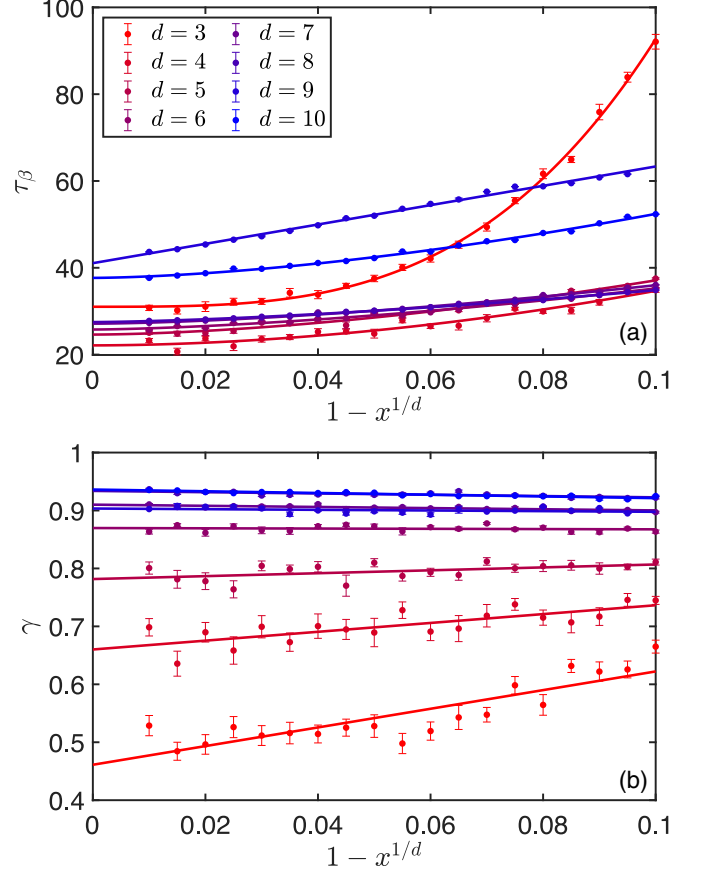 100
80
60
40
20
τ_β
d = 3
d = 4
d = 5
d = 6
d = 7
d = 8
d = 9
d = 10
(a)
0 0.02 0.04 0.06 0.08 0.1
1 − x^{1/d}
1
0.9
0.8
0.7
0.6
0.5
0.4
γ
(b)
0 0.02 0.04 0.06 0.08 0.1
1 − x^{1/d}